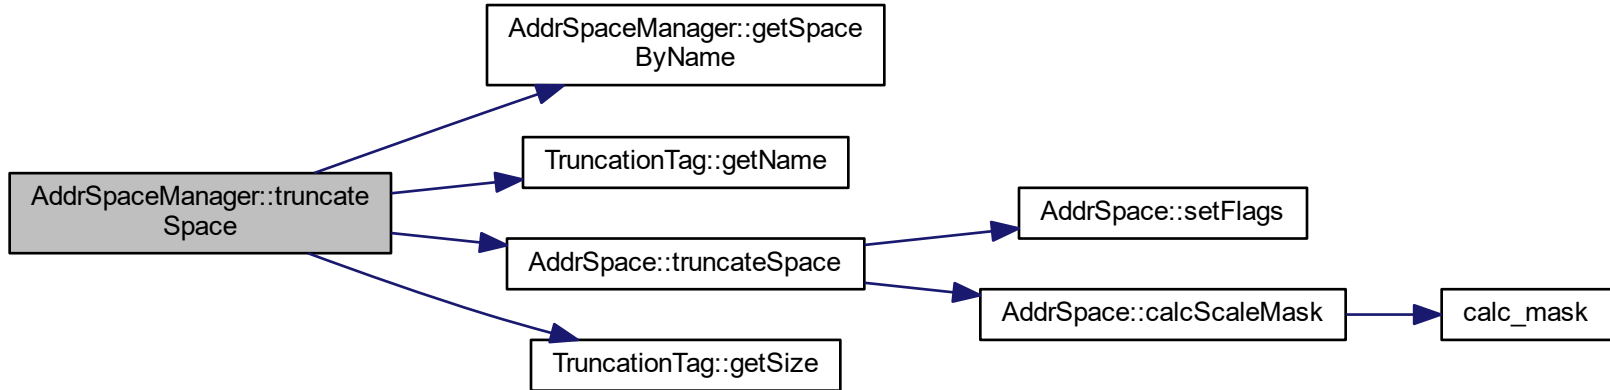 AddrSpaceManager::getSpace
ByName
TruncationTag::getName
AddrSpaceManager::truncate
Space
AddrSpace::setFlags
AddrSpace::truncateSpace
AddrSpace::calcScaleMask
calc_mask
TruncationTag::getSize